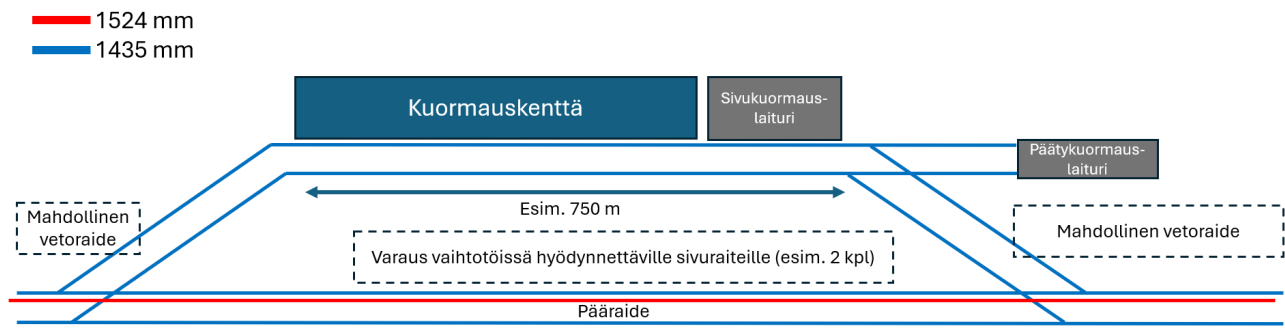 1524 mm
1435 mm
Kuormauskenttä
Sivukuormaus-
laituri
Päätykuormaus-
laituri
Esim. 750 m
Mahdollinen
vetoraide
Varaus vaihtotöissä hyödynnettäville sivuraiteille (esim. 2 kpl)
Mahdollinen vetoraide
Pääraide